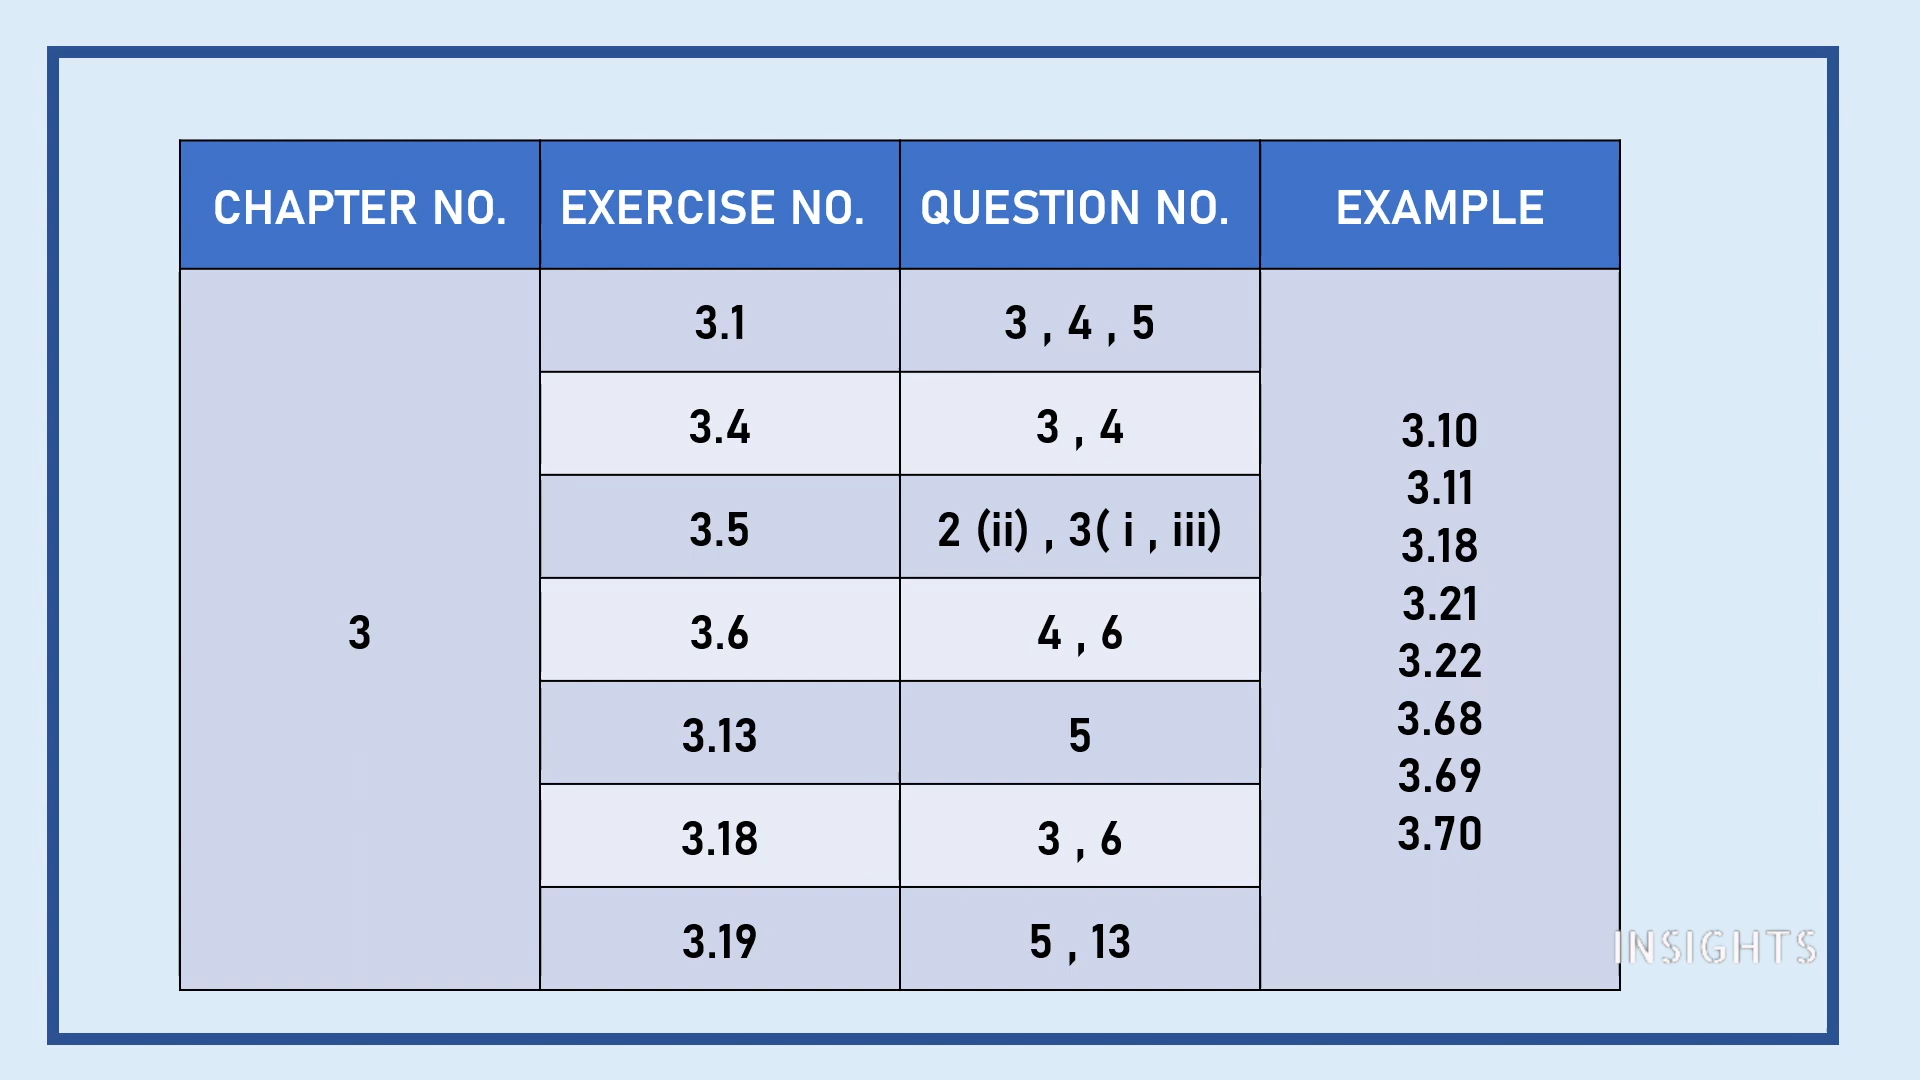 CHAPTER NO. EXERCISE NO. QUESTION NO. EXAMPLE
3
3.1 3 , 4 , 5
3.4 3 , 4
3.5 2 (ii) , 3( i , iii)
3.6 4 , 6
3.13 5
3.18 3 , 6
3.19 5 , 13
3.10
3.11
3.18
3.21
3.22
3.68
3.69
3.70
INSIGHTS